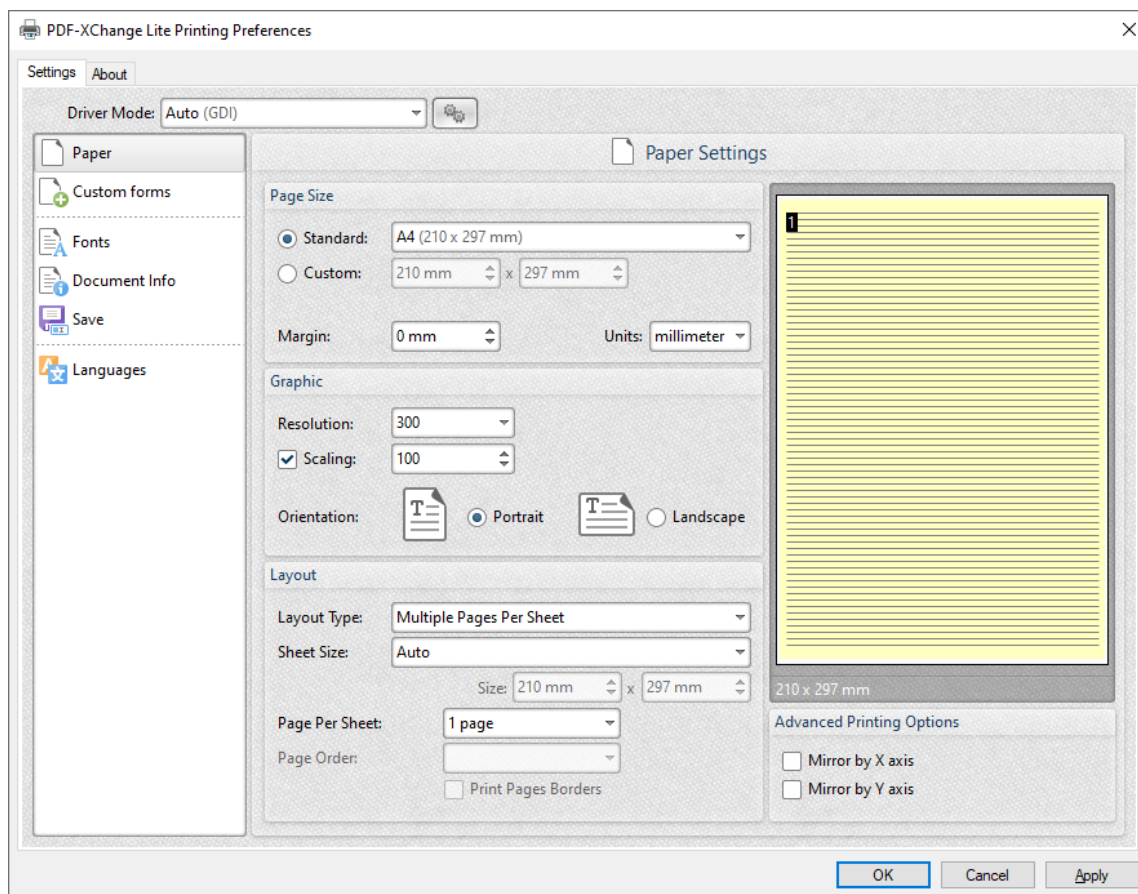 PDF-XChange Lite Printing Preferences
Settings About
Driver Mode: Auto (GDI)
Paper
Custom forms
Fonts
Document Info
Save
Languages
Paper Settings
Page Size
Standard: A4 (210 x 297 mm)
Custom: 210 mm x 297 mm
Margin: 0 mm Units: millimeter
Graphic
Resolution: 300
Scaling: 100
Orientation: T Portrait T Landscape
Layout
Layout Type: Multiple Pages Per Sheet
Sheet Size: Auto
Size: 210 mm x 297 mm
Page Per Sheet: 1 page
Page Order:
Print Pages Borders
1
210 x 297 mm
Advanced Printing Options
Mirror by X axis
Mirror by Y axis
OK Cancel Apply